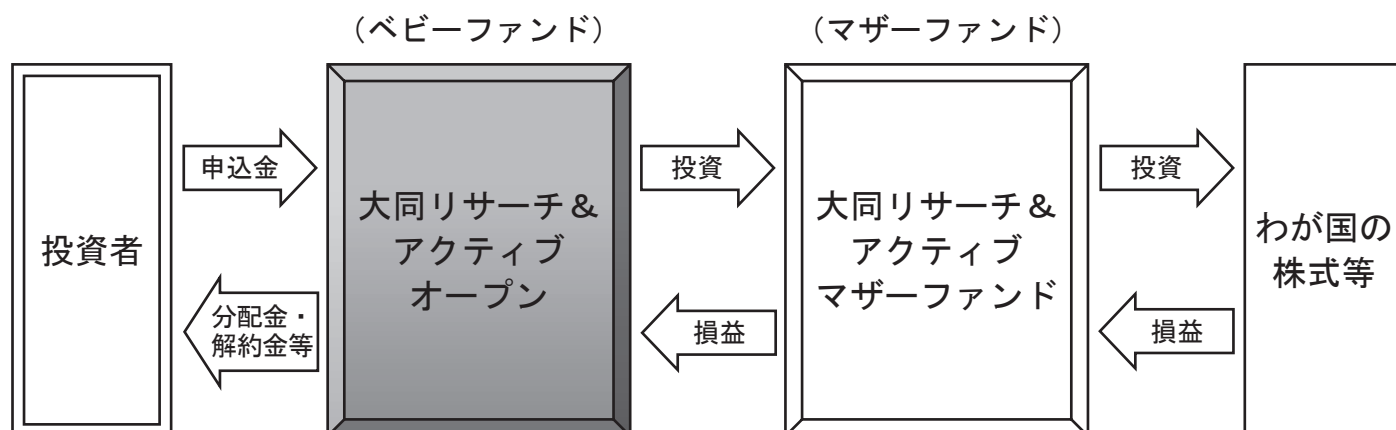 （ベビーファンド）
（マザーファンド）
投資者
申込金
分配金・
解約金等
大同リサーチ＆
アクティブ
オープン
投資
損益
大同リサーチ＆
アクティブ
マザーファンド
投資
損益
わが国の
株式等